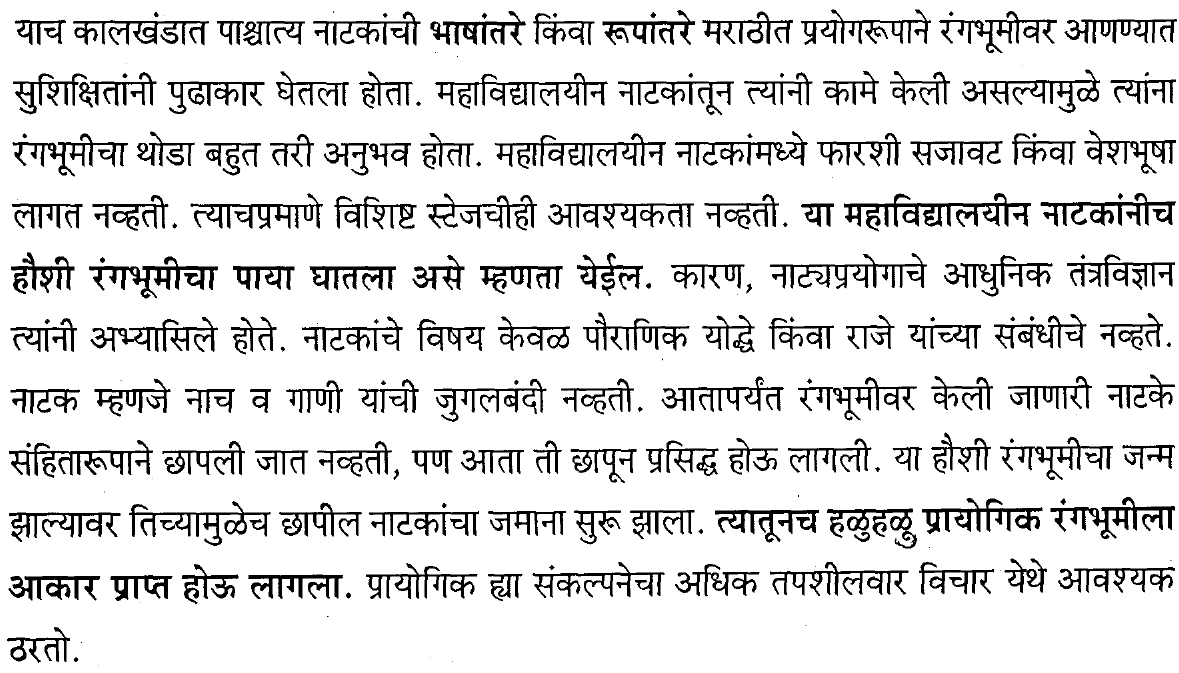 याच कालखंडात पाश्चात्य नाटकांची भाषांतरे किंवा रूपांतरे मराठीत प्रयोगरूपाने रंगभूमीवर आणण्यात
सुशिक्षितांनी पुढाकार घेतला होता. महाविद्यालयीन नाटकांतून त्यांनी कामे केली असल्यामुळे त्यांना
रंगभूमीचा थोडा बहुत तरी अनुभव होता. महाविद्यालयीन नाटकांमध्ये फारशी सजावट किंवा वेशभूषा
लागत नव्हती. त्याचप्रमाणे विशिष्ट स्टेजचीही आवश्यकता नव्हती. या महाविद्यालयीन नाटकांनीच
हौशी रंगभूमीचा पाया घातला असे म्हणता येईल. कारण, नाट्यप्रयोगाचे आधुनिक तंत्रविज्ञान
त्यांनी अभ्यासिले होते. नाटकांचे विषय केवळ पौराणिक योद्धे किंवा राजे यांच्या संबंधीचे नव्हते.
नाटक म्हणजे नाच व गाणी यांची जुगलबंदी नव्हती. आतापर्यंत रंगभूमीवर केली जाणारी नाटके
संहितारूपाने छापली जात नव्हती, पण आता ती छापून प्रसिद्ध होऊ लागली. या हौशी रंगभूमीचा जन्म
झाल्यावर तिच्यामुळेच छापील नाटकांचा जमाना सुरू झाला. त्यातूनच हळुहळू प्रायोगिक रंगभूमीला
आकार प्राप्त होऊ लागला. प्रायोगिक ह्या संकल्पनेचा अधिक तपशीलवार विचार येथे आवश्यक
ठरतो.